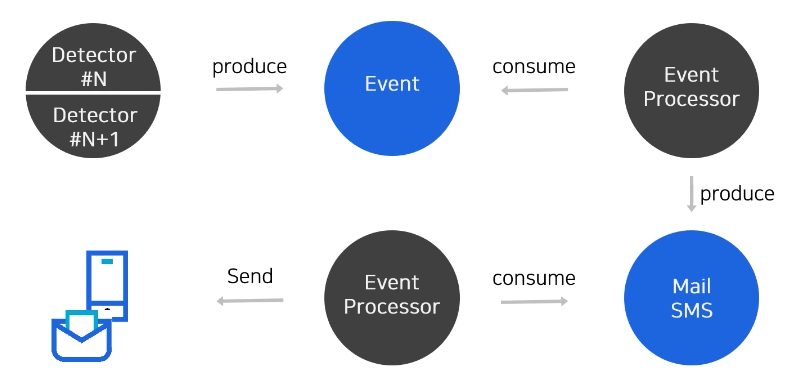 Detector
#N
Detector
#N+1
produce
Event
consume
Event
Processor
produce
Send
Event
Processor
consume
Mail
SMS